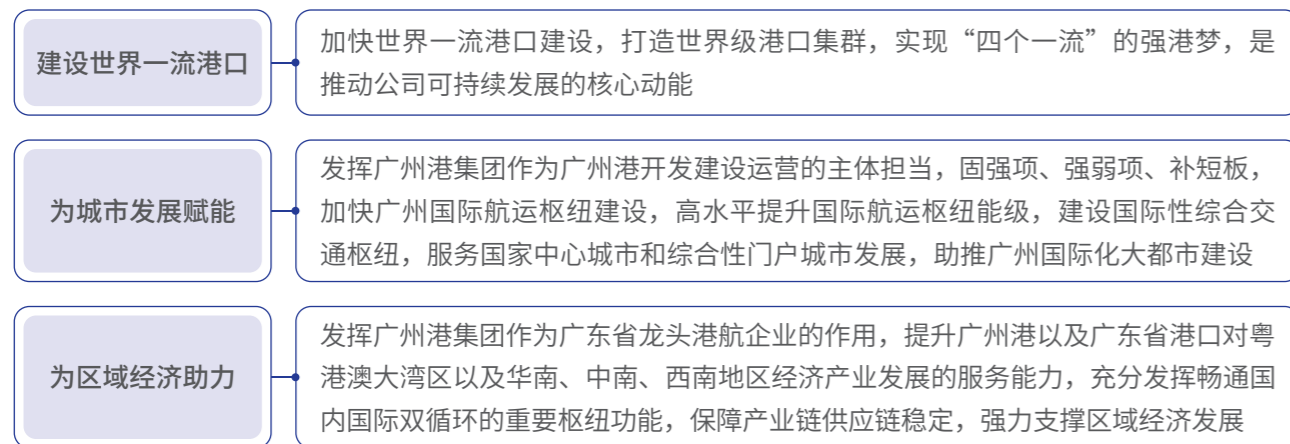 建设世界一流港口
加快世界一流港口建设，打造世界级港口集群，实现“四个一流”的强港梦，是
推动公司可持续发展的核心动能
为城市发展赋能
发挥广州港集团作为广州港开发建设运营的主体担当，固强项、强弱项、补短板，
加快广州国际航运枢纽建设，高水平提升国际航运枢纽能级，建设国际性综合交
通枢纽，服务国家中心城市和综合性门户城市发展，助推广州国际化大都市建设
为区域经济助力
发挥广州港集团作为广东省龙头港航企业的作用，提升广州港以及广东省港口对粤
港澳大湾区以及华南、中南、西南地区经济产业发展的服务能力，充分发挥畅通国
内国际双循环的重要枢纽功能，保障产业链供应链稳定，强力支撑区域经济发展